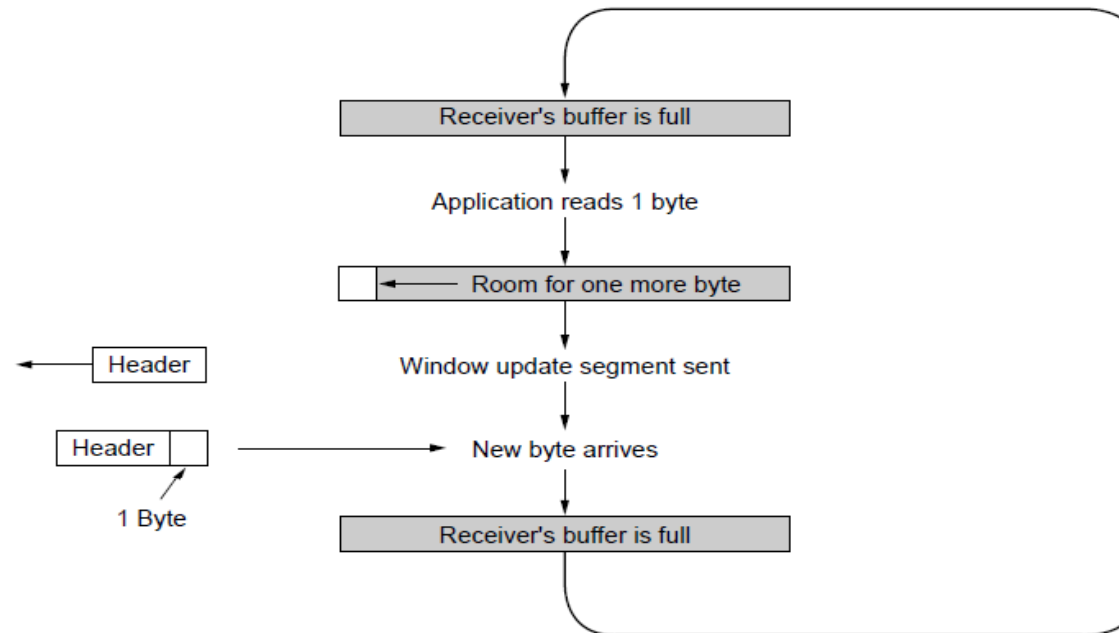 Receiver's buffer is full
Application reads 1 byte
Room for one more byte
Header
Window update segment sent
Header
New byte arrives
1 Byte
Receiver's buffer is full